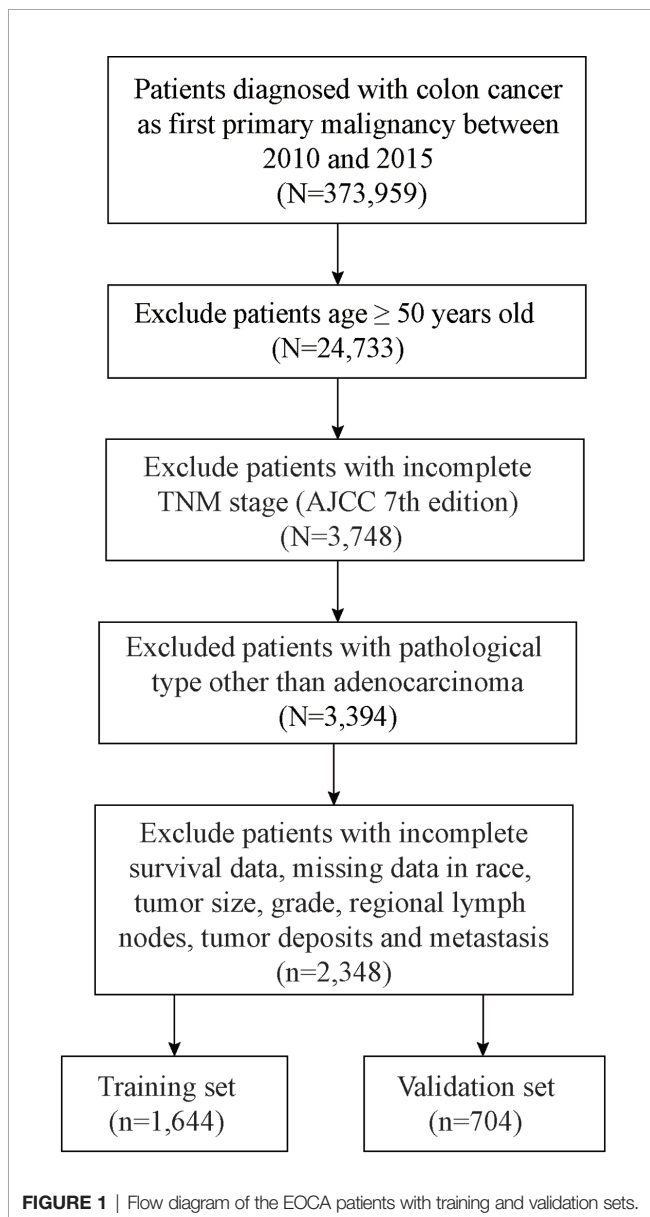 Patients diagnosed with colon cancer
as first primary malignancy between
2010 and 2015
(N=373,959)
Exclude patients age ≥ 50 years old
(N=24,733)
Exclude patients with incomplete
TNM stage (AJCC 7th edition)
(N=3,748)
Excluded patients with pathological
type other than adenocarcinoma
(N=3,394)
Exclude patients with incomplete
survival data, missing data in race,
tumor size, grade, regional lymph
nodes, tumor deposits and metastasis
(n=2,348)
Training set
(n=1,644)
Validation set
(n=704)
FIGURE 1 | Flow diagram of the EOCA patients with training and validation sets.